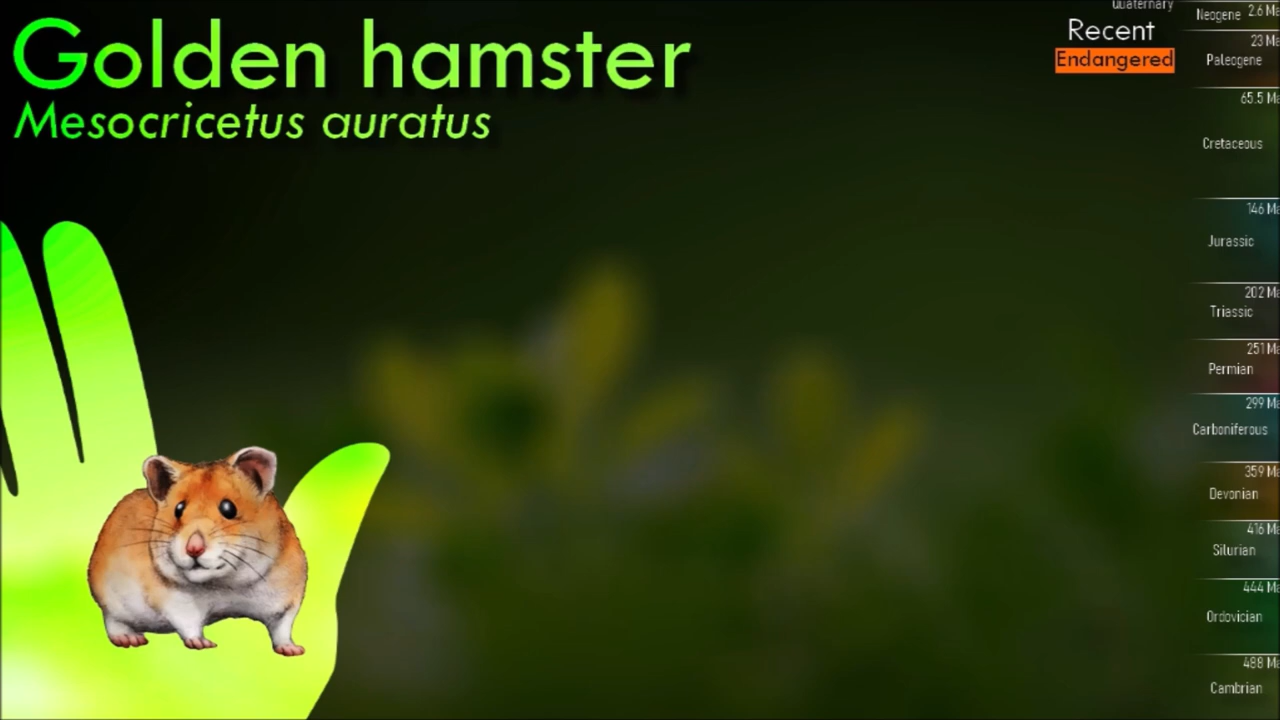 Golden hamster
Mesocricetus auratus
Quaternary
Recent
Endangered
Neogene 2.6 Ma
23 Ma
Paleogene
65.5 Ma
Cretaceous
146 Ma
Jurassic
202 Ma
Triassic
251 Ma
Permian
299 Ma
Carboniferous
359 Ma
Devonian
416 Ma
Silurian
444 Ma
Ordovician
488 Ma
Cambrian